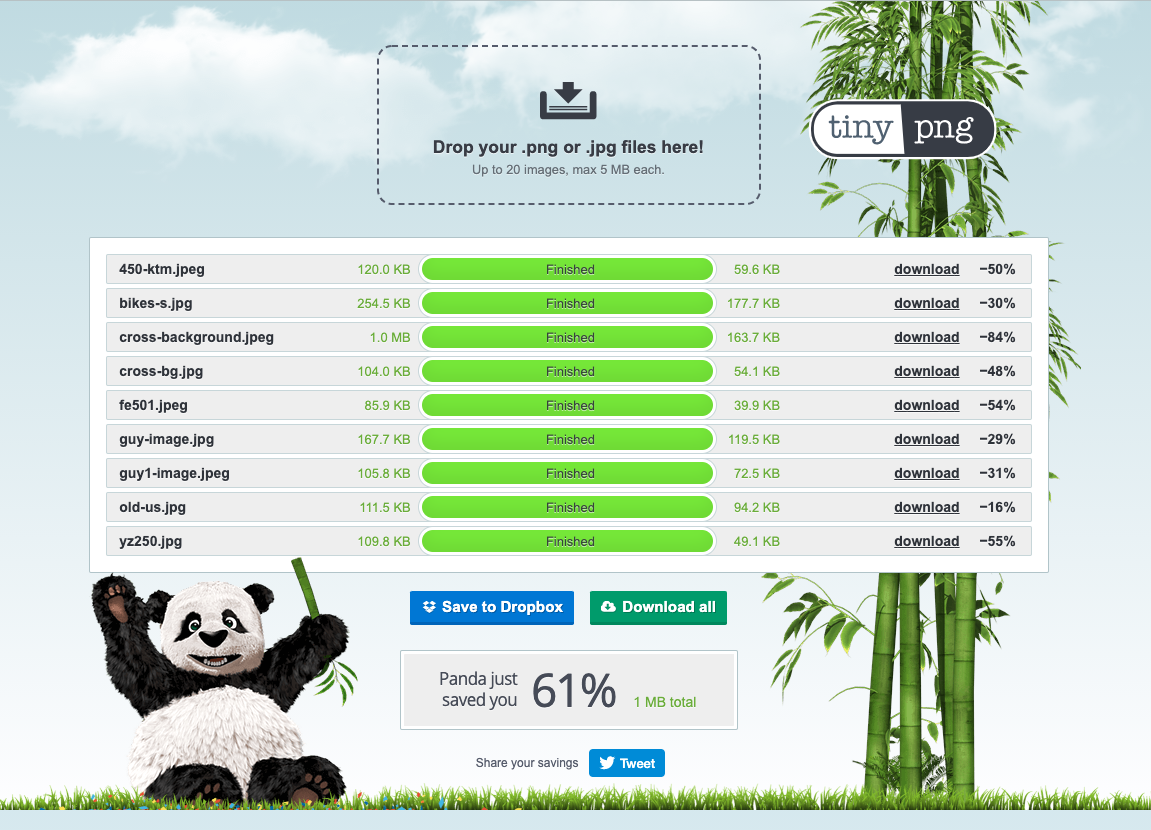 Drop your .png or .jpg files here!
Up to 20 images, max 5 MB each.
tiny png
450-ktm.jpeg 120.0 KB Finished 59.6 KB download −50%
bikes-s.jpg 254.5 KB Finished 177.7 KB download −30%
cross-background.jpeg 1.0 MB Finished 163.7 KB download −84%
cross-bg.jpg 104.0 KB Finished 54.1 KB download −48%
fe501.jpeg 85.9 KB Finished 39.9 KB download −54%
guy-image.jpg 167.7 KB Finished 119.5 KB download −29%
guy1-image.jpeg 105.8 KB Finished 72.5 KB download −31%
old-us.jpg 111.5 KB Finished 94.2 KB download −16%
yz250.jpg 109.8 KB Finished 49.1 KB download −55%
Save to Dropbox Download all
Panda just
saved you 61% 1 MB total
Share your savings Tweet